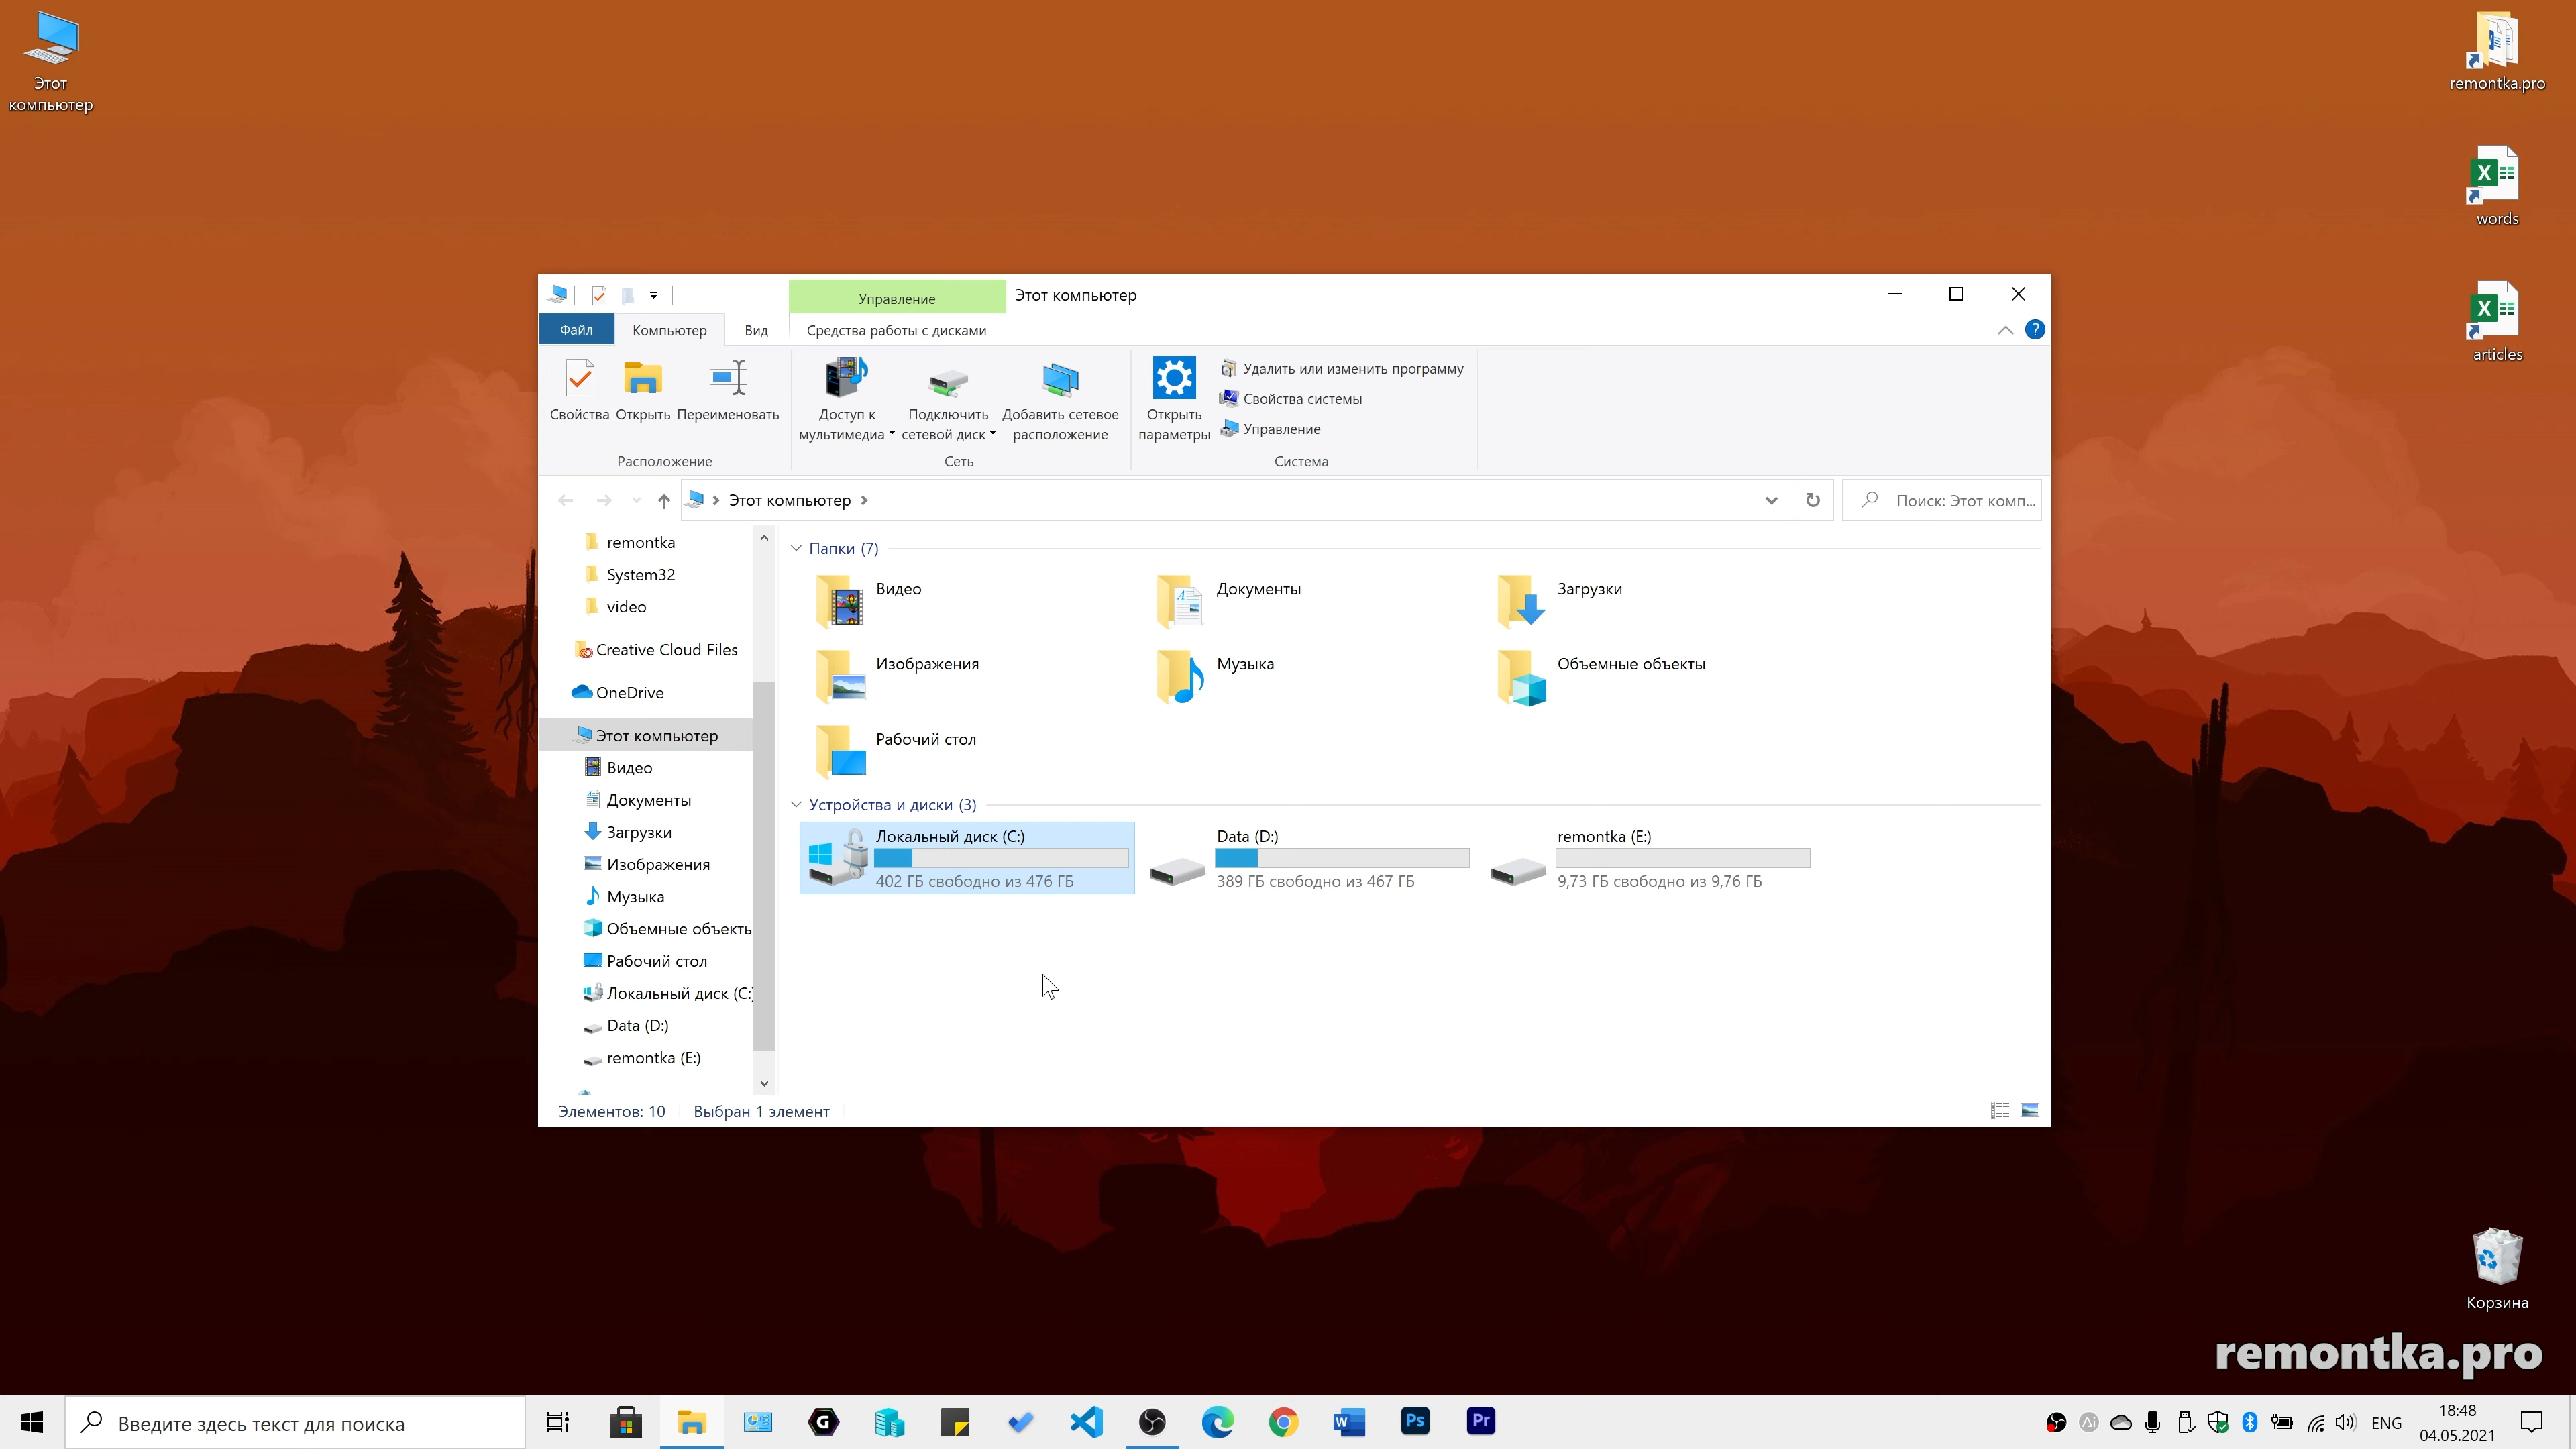 Этот
компьютер
remontka.pro
words
articles
Управление
Этот компьютер
Файл
Компьютер
Вид
Средства работы с дисками
Свойства
Открыть
Переименовать
Доступ к
мультимедиа
Подключить
сетевой диск
Добавить сетевое
расположение
Открыть
параметры
Удалить или изменить программу
Свойства системы
Управление
Расположение
Сеть
Система
Этот компьютер
Поиск: Этот комп...
remontka
System32
video
Creative Cloud Files
OneDrive
Этот компьютер
Видео
Документы
Загрузки
Изображения
Музыка
Объемные объекты
Рабочий стол
Локальный диск (C:)
Data (D:)
remontka (E:)
Папки (7)
Видео
Документы
Загрузки
Изображения
Музыка
Объемные объекты
Рабочий стол
Устройства и диски (3)
Локальный диск (C:)
402 ГБ свободно из 476 ГБ
Data (D:)
389 ГБ свободно из 467 ГБ
remontka (E:)
9,73 ГБ свободно из 9,76 ГБ
Элементов: 10
Выбран 1 элемент
Корзина
remontka.pro
Введите здесь текст для поиска
Ps
Pr
ENG
18:48
04.05.2021